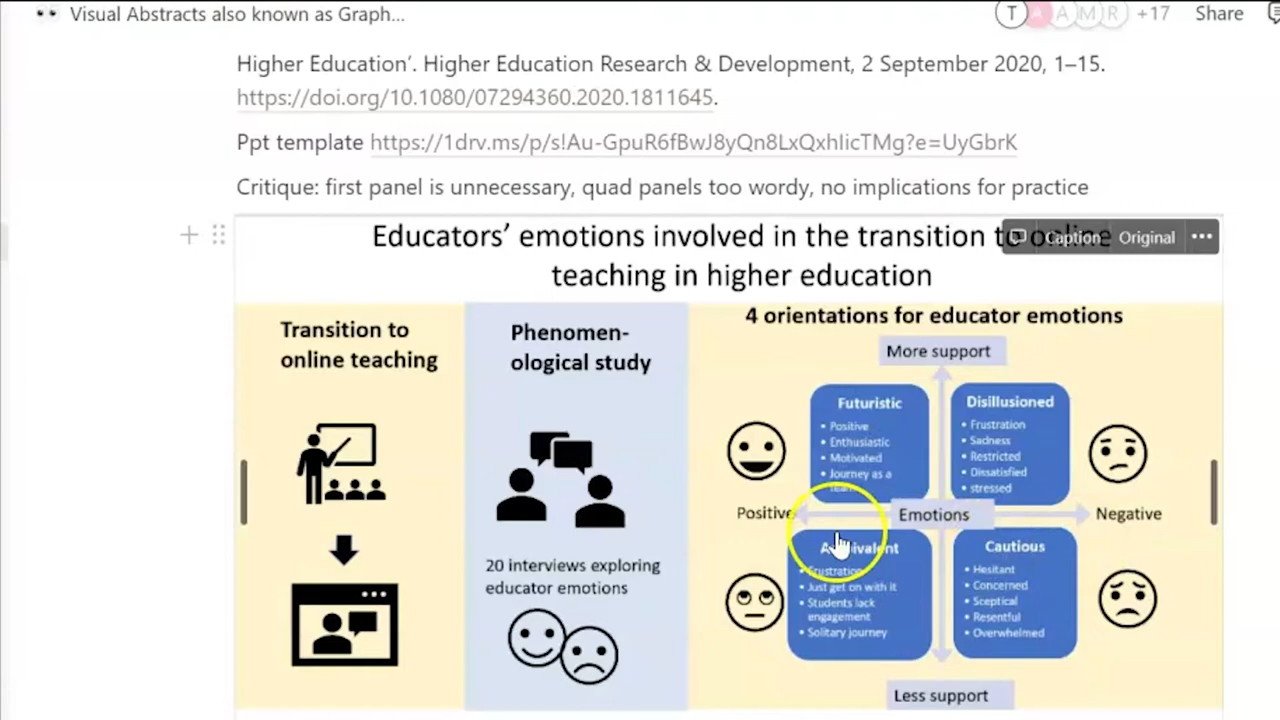 Visual Abstracts also known as Graph...
T A A M R +17 Share
Higher Education'. Higher Education Research & Development, 2 September 2020, 1–15.
https://doi.org/10.1080/07294360.2020.1811645.
Ppt template https://1drv.ms/p/s!Au-GpuR6fBwJ8yQn8LxQxhIicTMg?e=UyGbrK
Critique: first panel is unnecessary, quad panels too wordy, no implications for practice
Educators' emotions involved in the transition to online
Caption Original
teaching in higher education
Transition to
online teaching
Phenomen-
ological study
20 interviews exploring
educator emotions
4 orientations for educator emotions
More support
Futuristic
• Positive
• Enthusiastic
• Motivated
• Journey as a
Disillusioned
• Frustration
• Sadness
• Restricted
• Dissatisfied
• stressed
Positive
Emotions
Negative
Ambivalent
• Frustration
• Just get on with it
• Students lack
engagement
• Solitary journey
Cautious
• Hesitant
• Concerned
• Sceptical
• Resentful
• Overwhelmed
Less support